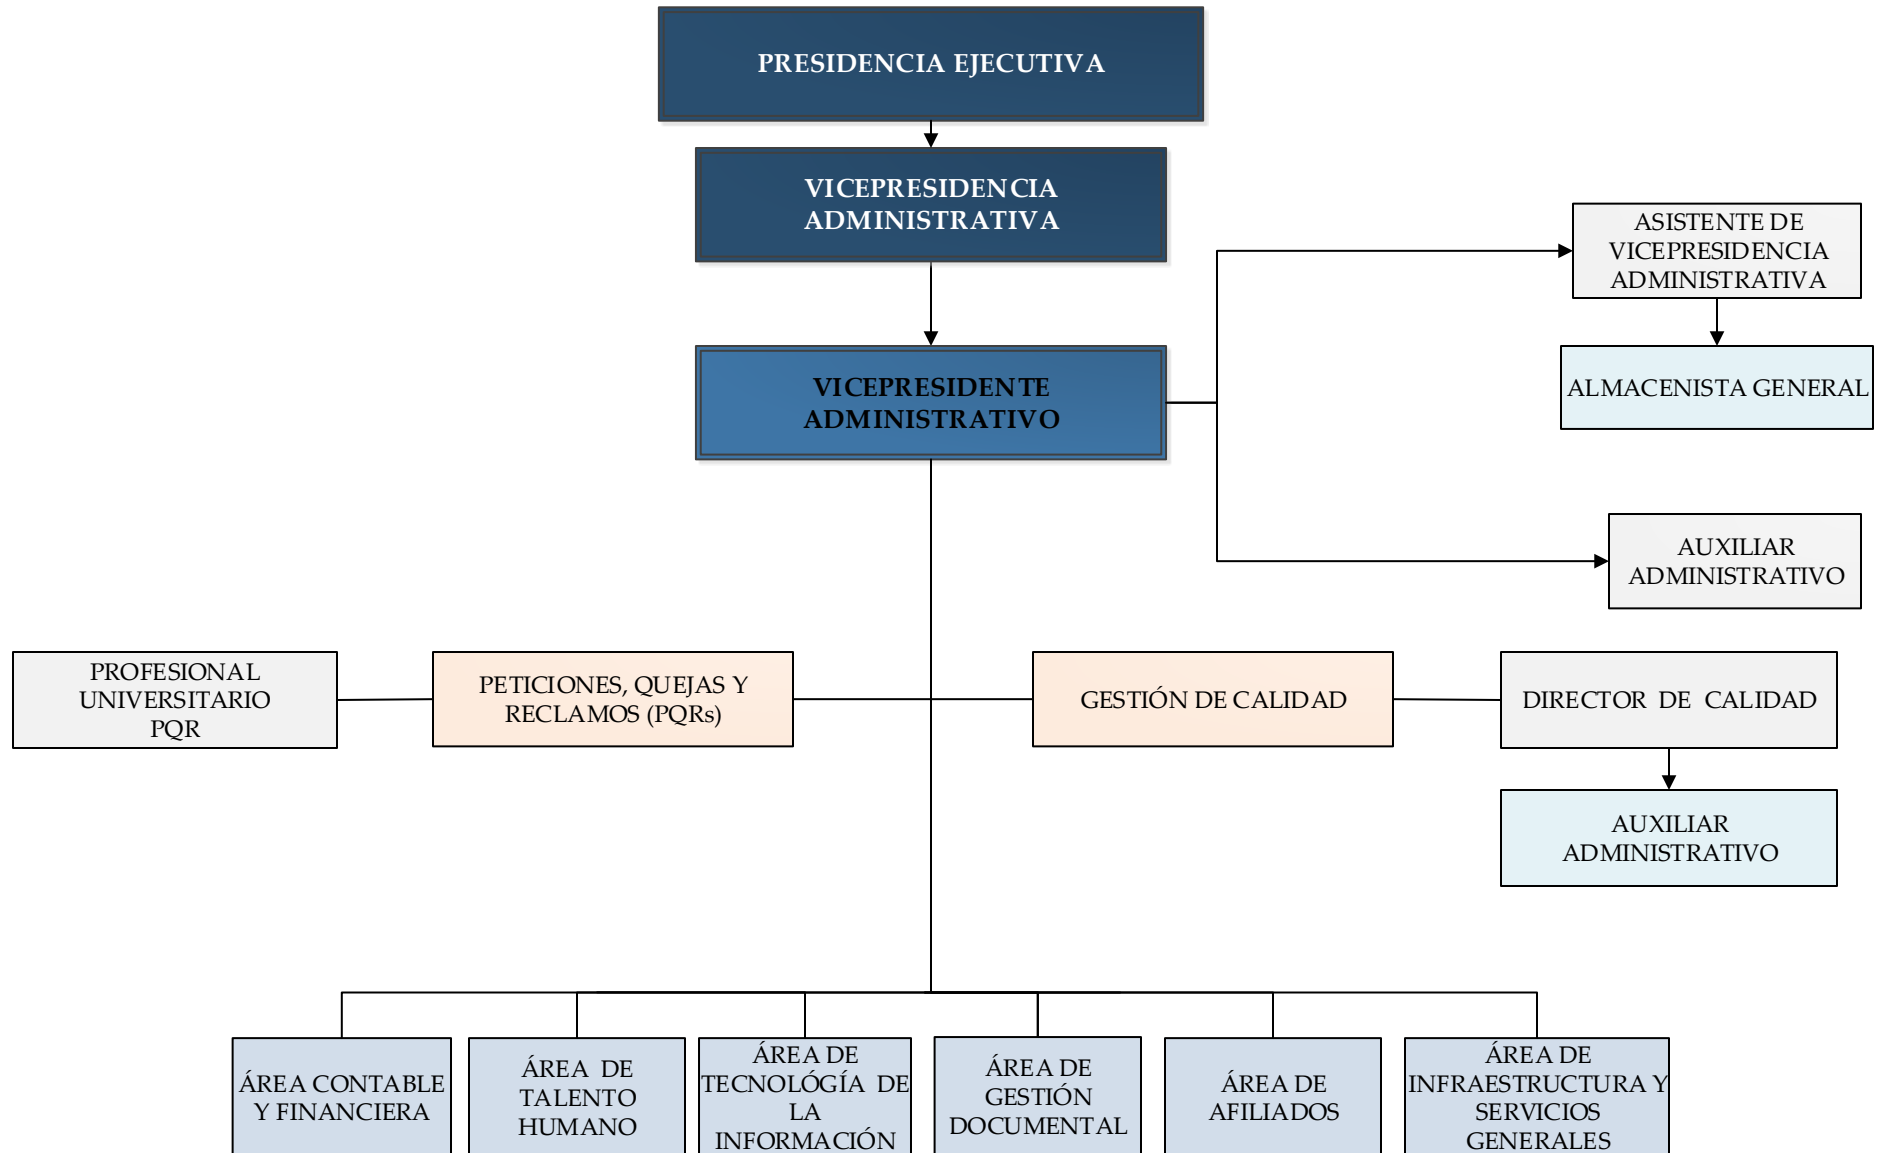 PRESIDENCIA EJECUTIVA
VICEPRESIDENCIA
ADMINISTRATIVA
ASISTENTE DE
VICEPRESIDENCIA
ADMINISTRATIVA
VICEPRESIDENTE
ADMINISTRATIVO
ALMACENISTA GENERAL
AUXILIAR
ADMINISTRATIVO
PROFESIONAL
UNIVERSITARIO
PQR
PETICIONES, QUEJAS Y
RECLAMOS (PQRs)
GESTIÓN DE CALIDAD
DIRECTOR DE CALIDAD
AUXILIAR
ADMINISTRATIVO
ÁREA CONTABLE
Y FINANCIERA
ÁREA DE
TALENTO
HUMANO
ÁREA DE
TECNOLÓGÍA DE
LA
INFORMACIÓN
ÁREA DE
GESTIÓN
DOCUMENTAL
ÁREA DE
AFILIADOS
ÁREA DE
INFRAESTRUCTURA Y
SERVICIOS
GENERALES